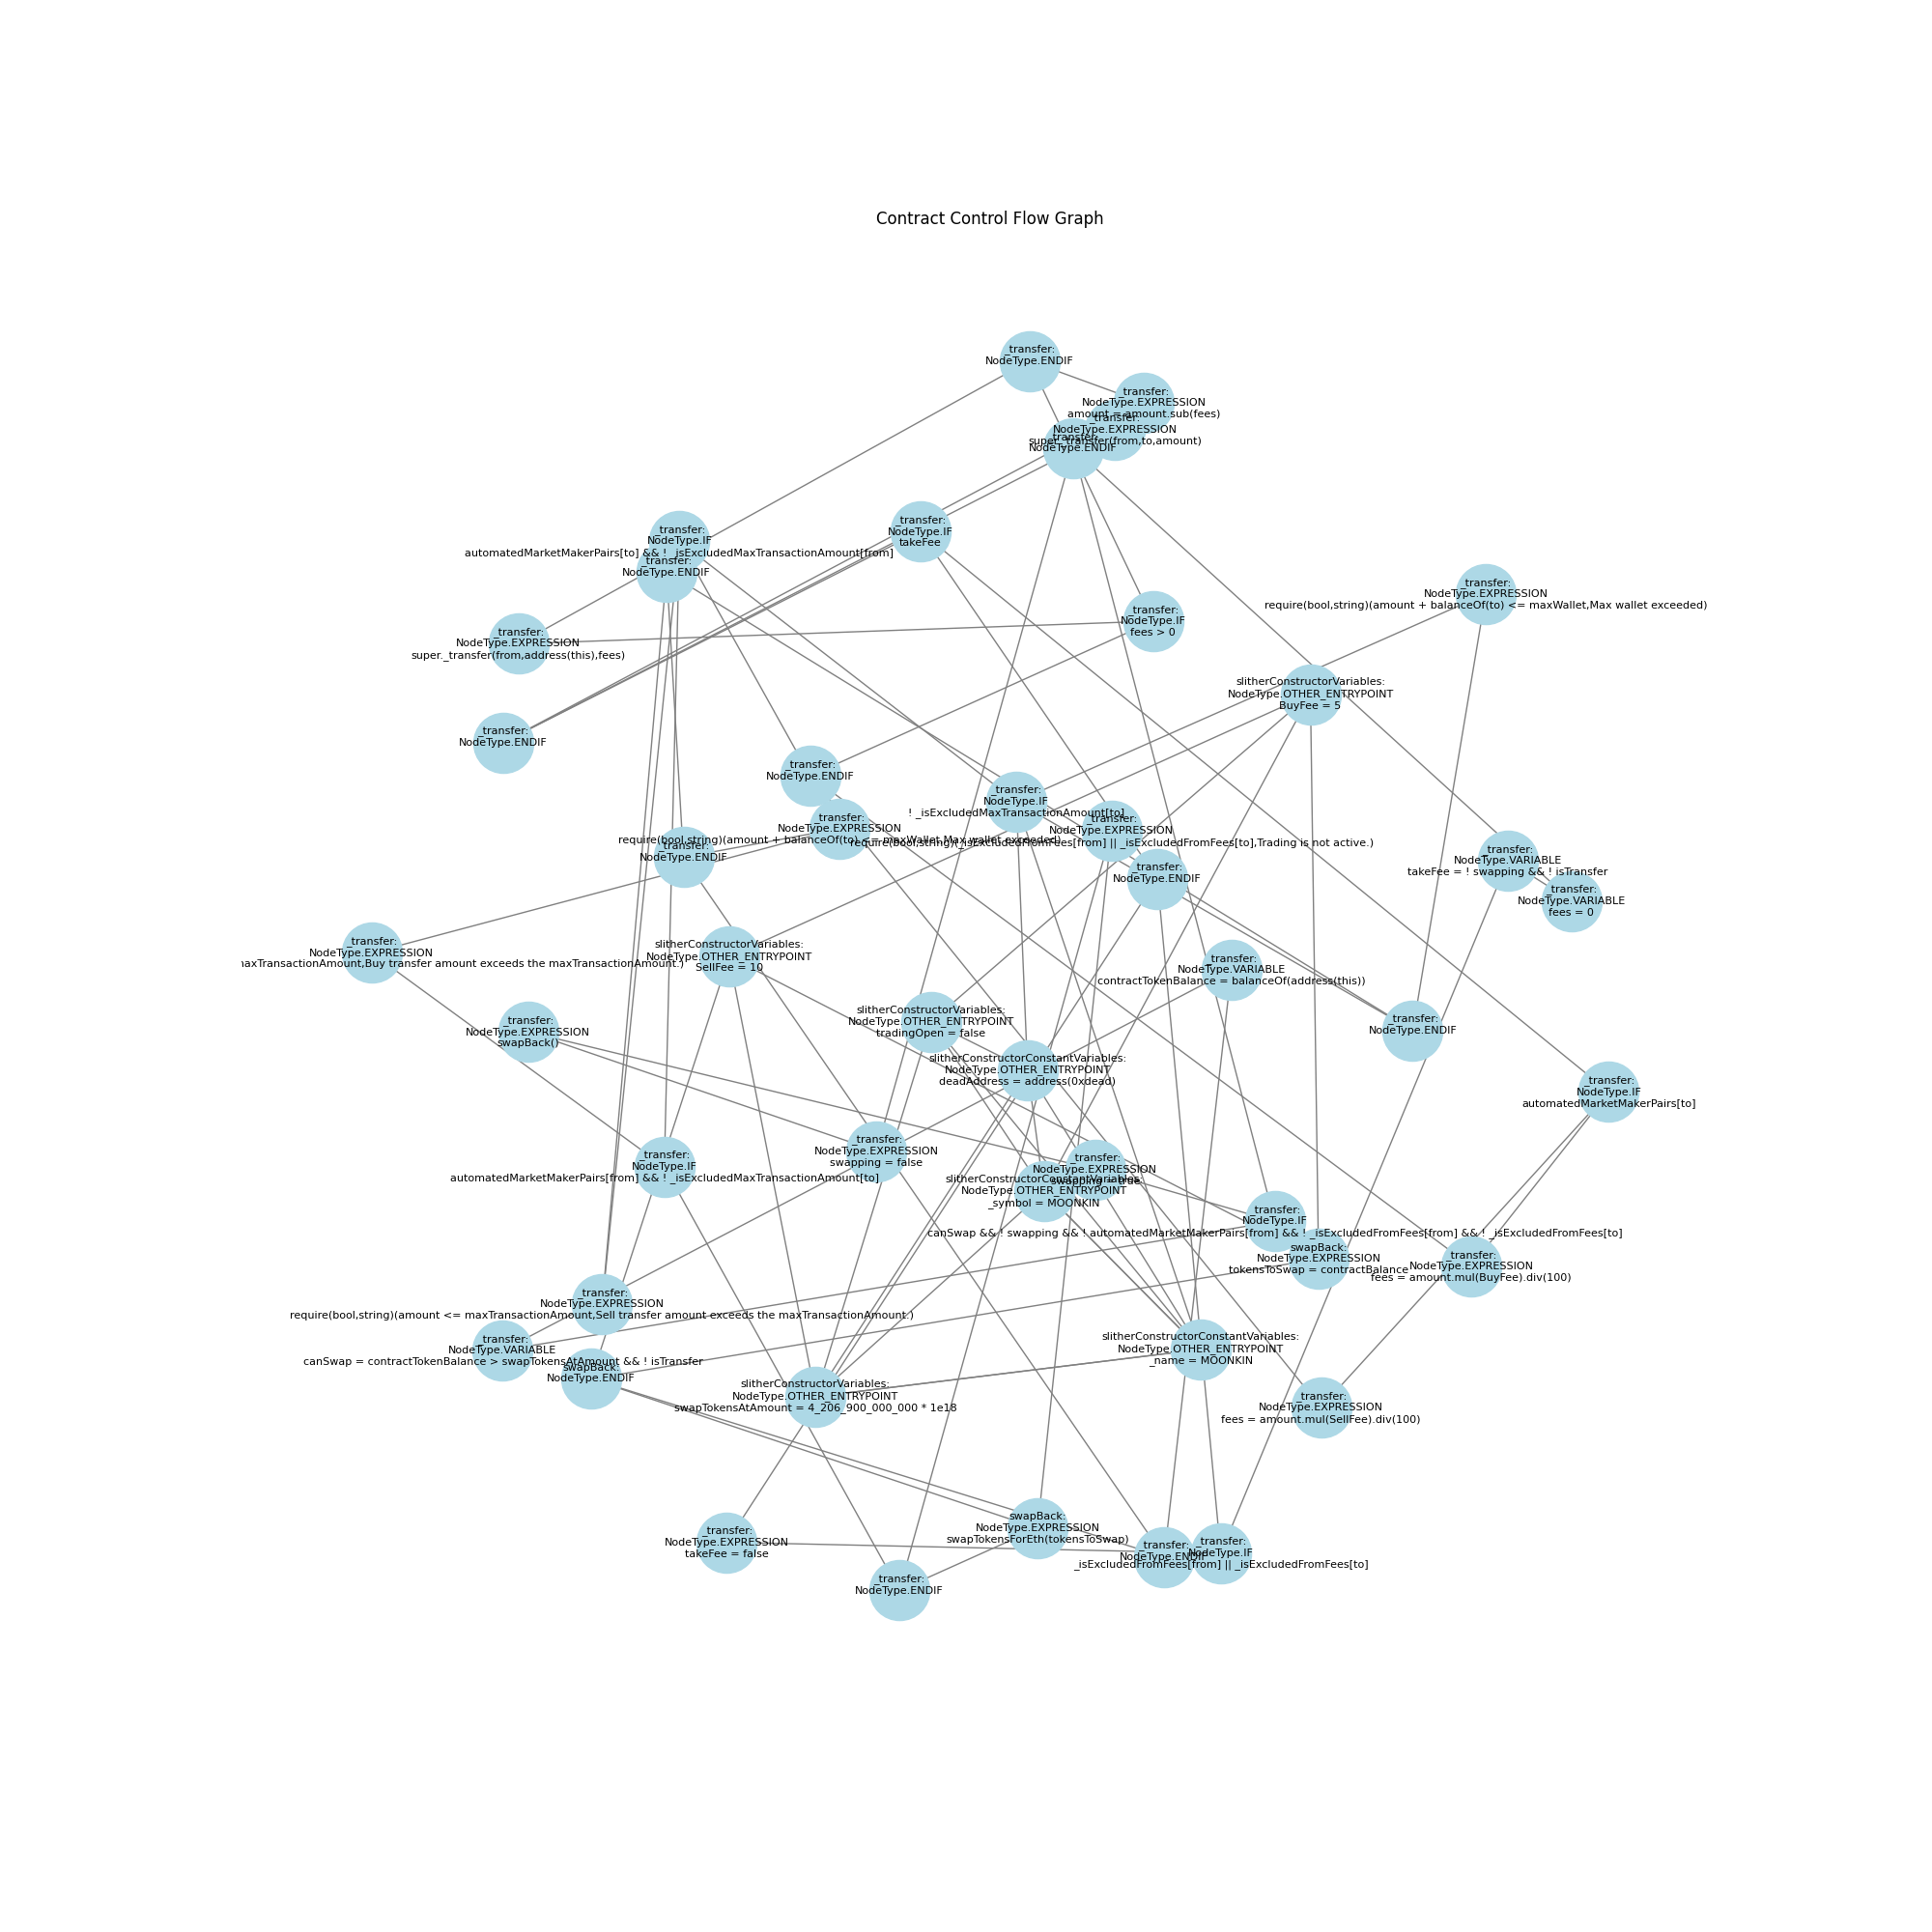 Contract Control Flow Graph
_transfer:
NodeType.ENDIF
_transfer:
NodeType.EXPRESSION
amount = amount.sub(fees)
_transfer:
NodeType.EXPRESSION
super._transfer(from,to,amount)
_transfer:
NodeType.ENDIF
_transfer:
NodeType.IF
takeFee
_transfer:
NodeType.IF
automatedMarketMakerPairs[to] && ! _isExcludedMaxTransactionAmount[from]
_transfer:
NodeType.ENDIF
_transfer:
NodeType.EXPRESSION
require(bool,string)(amount + balanceOf(to) <= maxWallet,Max wallet exceeded)
_transfer:
NodeType.IF
fees > 0
_transfer:
NodeType.EXPRESSION
super._transfer(from,address(this),fees)
slitherConstructorVariables:
NodeType.OTHER_ENTRYPOINT
BuyFee = 5
_transfer:
NodeType.ENDIF
_transfer:
NodeType.ENDIF
_transfer:
NodeType.IF
! _isExcludedMaxTransactionAmount[to]
_transfer:
NodeType.EXPRESSION
require(bool,string)(amount + balanceOf(to) <= maxWallet,Max wallet exceeded)
_transfer:
NodeType.EXPRESSION
require(bool,string)(_isExcludedFromFees[from] || _isExcludedFromFees[to],Trading is not active.)
_transfer:
NodeType.ENDIF
_transfer:
NodeType.VARIABLE
takeFee = ! swapping && ! isTransfer
_transfer:
NodeType.ENDIF
_transfer:
NodeType.VARIABLE
fees = 0
_transfer:
NodeType.EXPRESSION
maxTransactionAmount,Buy transfer amount exceeds the maxTransactionAmount.)
slitherConstructorVariables:
NodeType.OTHER_ENTRYPOINT
SellFee = 10
_transfer:
NodeType.VARIABLE
contractTokenBalance = balanceOf(address(this))
slitherConstructorVariables:
NodeType.OTHER_ENTRYPOINT
tradingOpen = false
_transfer:
NodeType.EXPRESSION
swapBack()
_transfer:
NodeType.ENDIF
slitherConstructorConstantVariables:
NodeType.OTHER_ENTRYPOINT
deadAddress = address(0xdead)
_transfer:
NodeType.IF
automatedMarketMakerPairs[to]
_transfer:
NodeType.EXPRESSION
swapping = false
_transfer:
NodeType.IF
automatedMarketMakerPairs[from] && ! _isExcludedMaxTransactionAmount[to]
_transfer:
NodeType.EXPRESSION
swapping = true
slitherConstructorConstantVariables:
NodeType.OTHER_ENTRYPOINT
_symbol = MOONKIN
_transfer:
NodeType.IF
canSwap && ! swapping && ! automatedMarketMakerPairs[from] && ! _isExcludedFromFees[from] && ! _isExcludedFromFees[to]
swapBack:
NodeType.EXPRESSION
tokensToSwap = contractBalance
_transfer:
NodeType.EXPRESSION
fees = amount.mul(BuyFee).div(100)
_transfer:
NodeType.EXPRESSION
require(bool,string)(amount <= maxTransactionAmount,Sell transfer amount exceeds the maxTransactionAmount.)
_transfer:
NodeType.VARIABLE
canSwap = contractTokenBalance > swapTokensAtAmount && ! isTransfer
swapBack:
NodeType.ENDIF
slitherConstructorConstantVariables:
NodeType.OTHER_ENTRYPOINT
_name = MOONKIN
slitherConstructorVariables:
NodeType.OTHER_ENTRYPOINT
swapTokensAtAmount = 4_206_900_000_000 * 1e18
_transfer:
NodeType.EXPRESSION
fees = amount.mul(SellFee).div(100)
swapBack:
NodeType.EXPRESSION
swapTokensForEth(tokensToSwap)
_transfer:
NodeType.EXPRESSION
takeFee = false
_transfer:
NodeType.ENDIF
_transfer:
NodeType.IF
_isExcludedFromFees[from] || _isExcludedFromFees[to]
_transfer:
NodeType.ENDIF